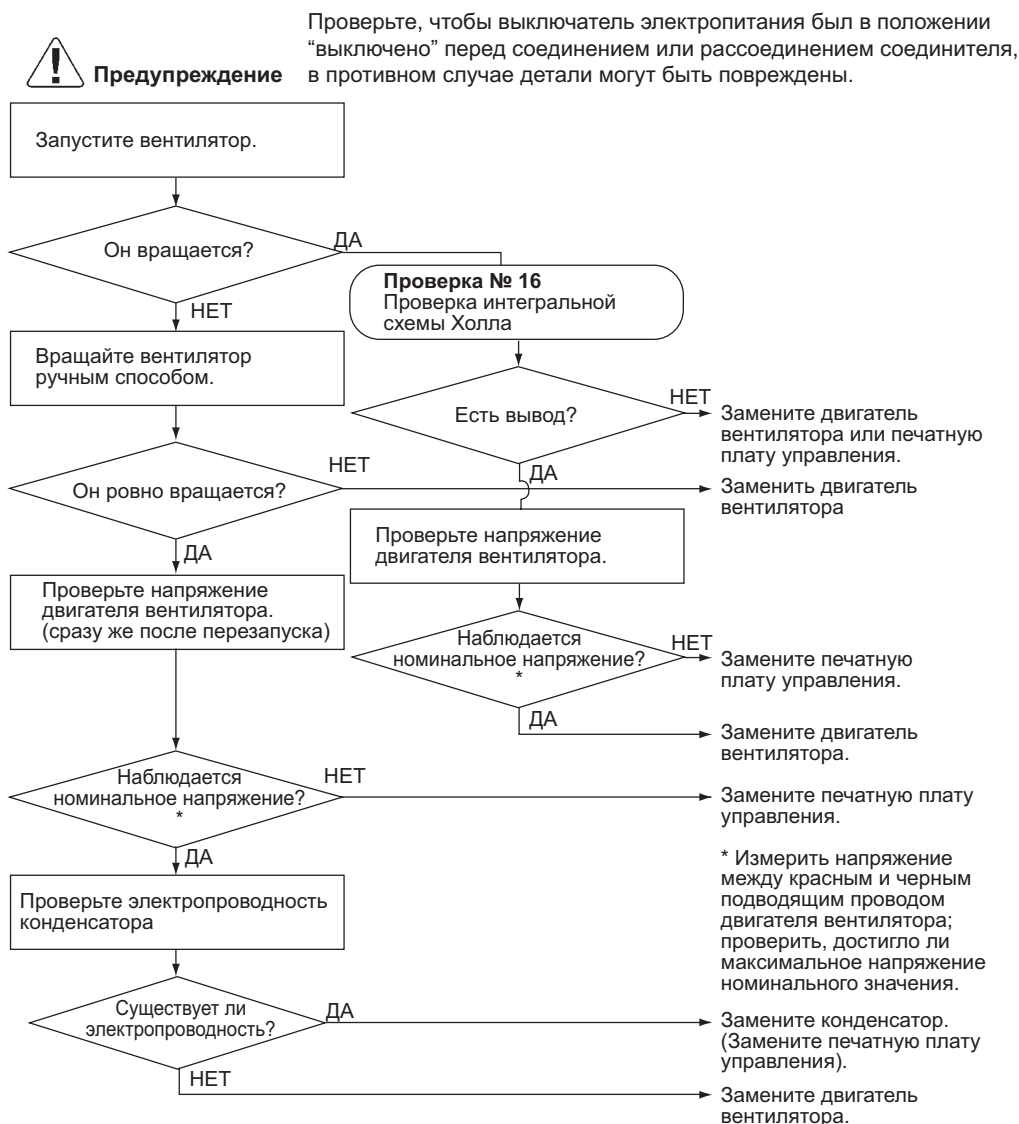 Проверьте, чтобы выключатель электропитания был в положении
“выключено” перед соединением или рассоединением соединителя,
в противном случае детали могут быть повреждены.
Предупреждение
Запустите вентилятор.
Он вращается?
ДА
НЕТ
Проверка № 16
Проверка интегральной
схемы Холла
Вращайте вентилятор
ручным способом.
Есть вывод?
НЕТ
Замените двигатель
вентилятора или печатную
плату управления.
ДА
Он ровно вращается?
НЕТ
Заменить двигатель
вентилятора
ДА
Проверьте напряжение
двигателя вентилятора.
Проверьте напряжение
двигателя вентилятора.
(сразу же после перезапуска)
Наблюдается
номинальное напряжение?
*
НЕТ
Замените печатную
плату управления.
ДА
Замените двигатель
вентилятора.
Наблюдается
номинальное напряжение?
*
НЕТ
Замените печатную плату
управления.
ДА
* Измерить напряжение
между красным и черным
подводящим проводом
двигателя вентилятора;
проверить, достигло ли
максимальное напряжение
номинального значения.
Проверьте электропроводность
конденсатора
Существует ли
электропроводность?
ДА
Замените конденсатор.
(Замените печатную плату
управления).
НЕТ
Замените двигатель
вентилятора.